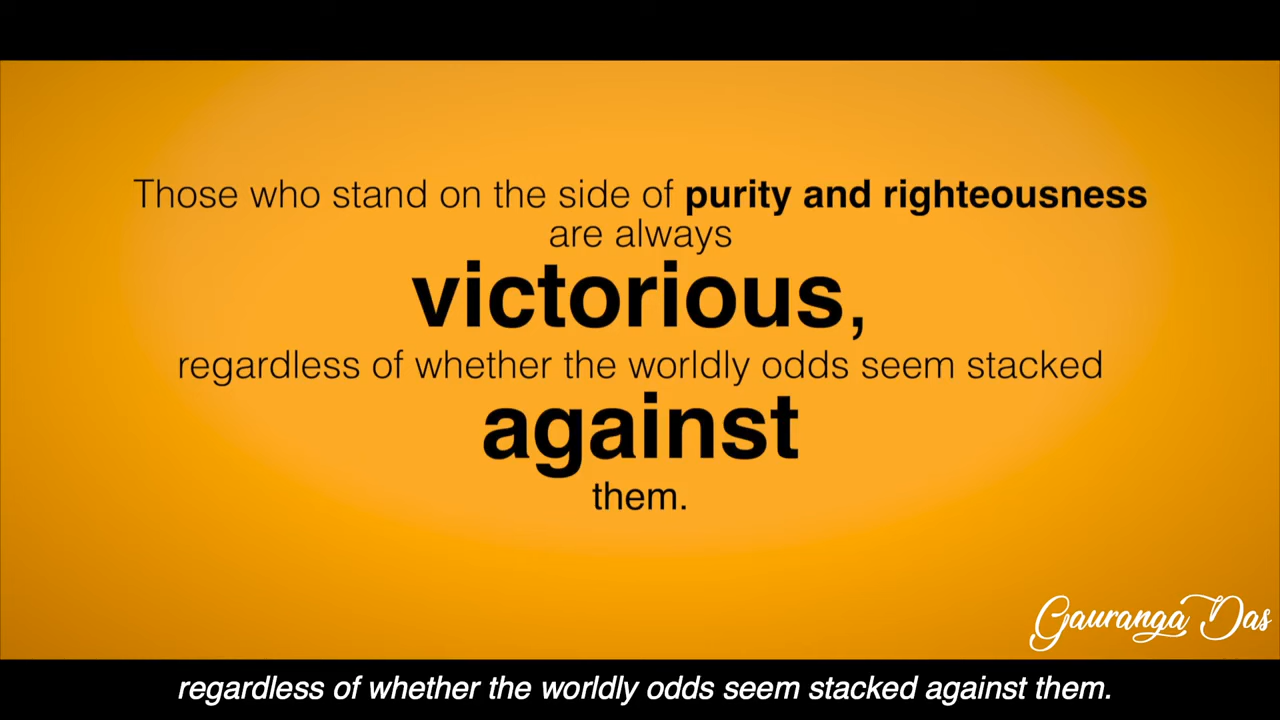 Those who stand on the side of purity and righteousness
are always
victorious,
regardless of whether the worldly odds seem stacked
against
them.
Gauranga Das
regardless of whether the worldly odds seem stacked against them.